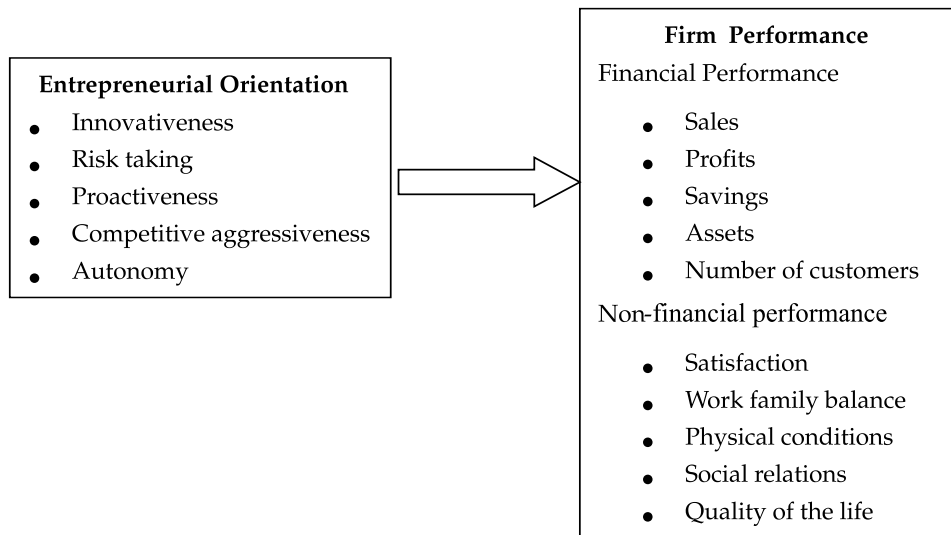 Entrepreneurial Orientation
● Innovativeness
● Risk taking
● Proactiveness
● Competitive aggressiveness
● Autonomy
Firm Performance
Financial Performance
● Sales
● Profits
● Savings
● Assets
● Number of customers
Non-financial performance
● Satisfaction
● Work family balance
● Physical conditions
● Social relations
● Quality of the life